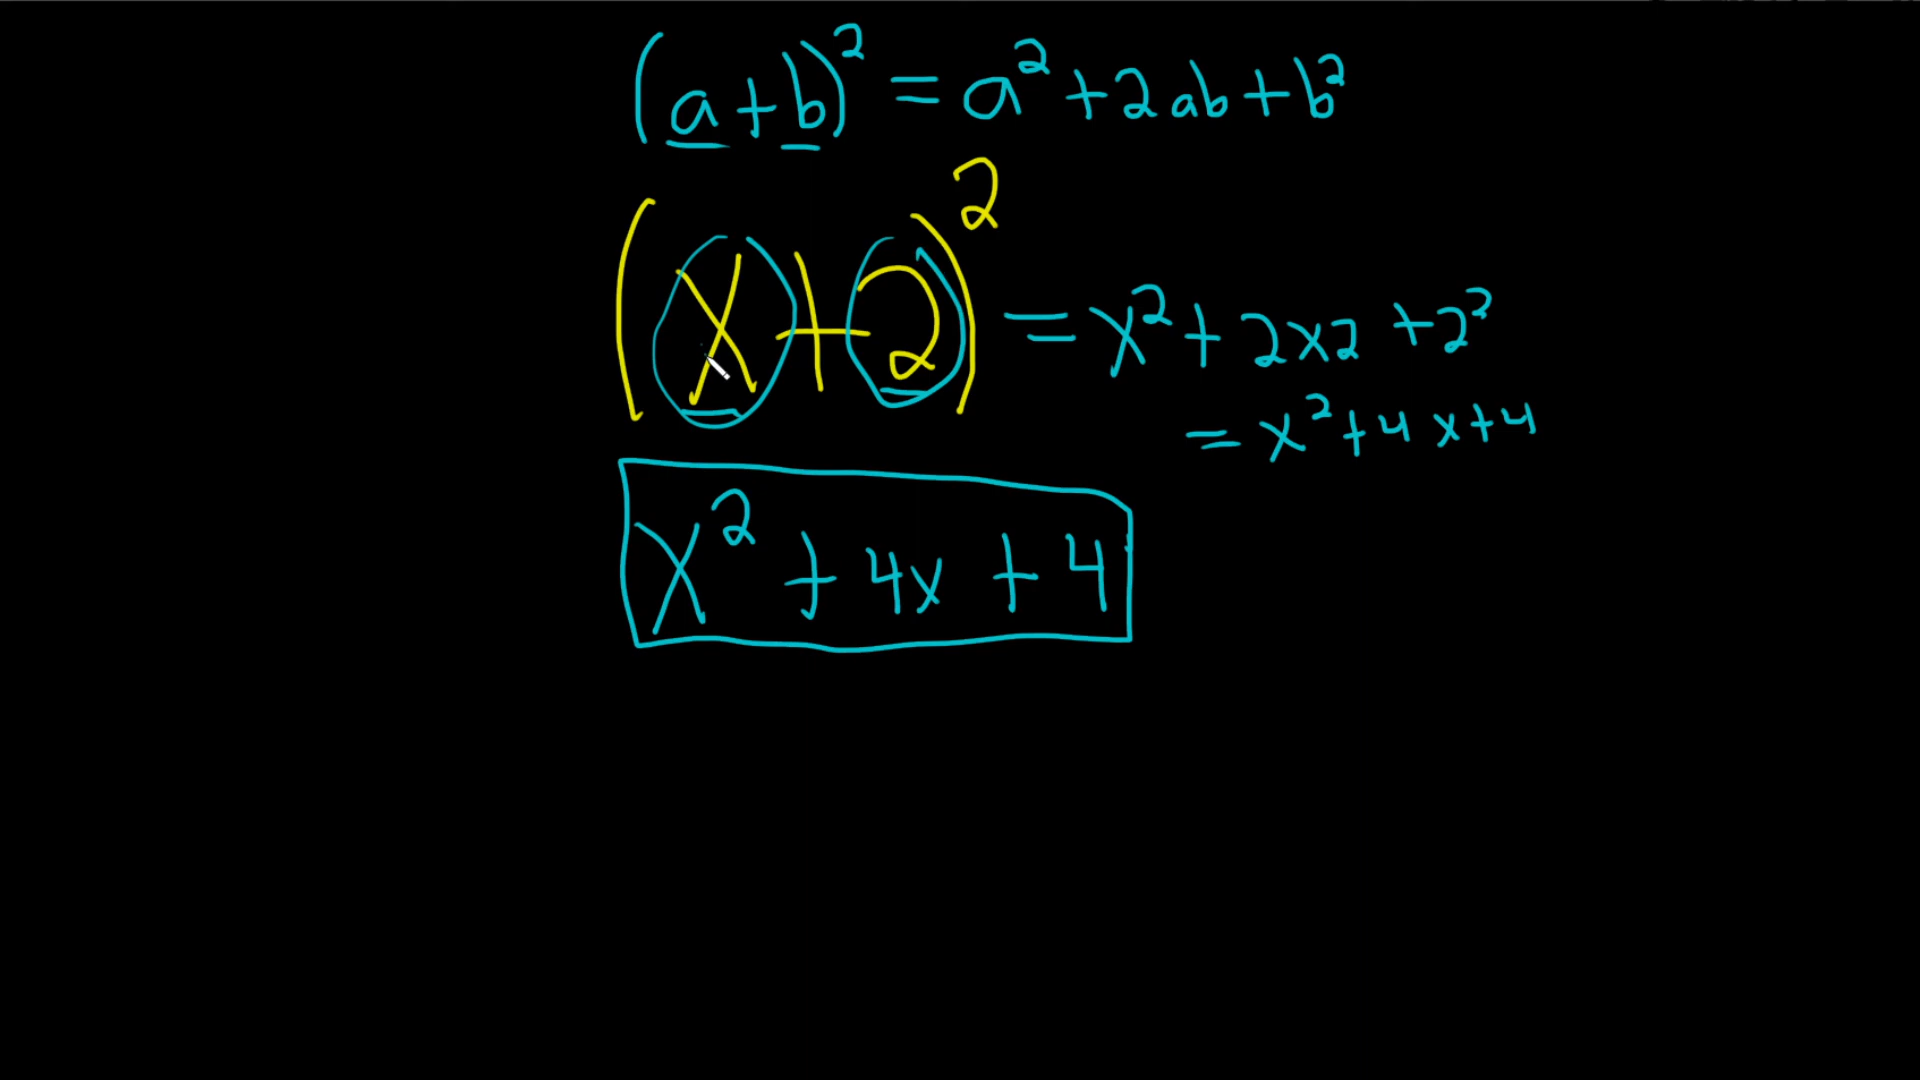 (a+b)² = a² + 2ab + b²
(x+2)² = x² + 2x2 + 2²
= x² + 4x + 4
x² + 4x + 4